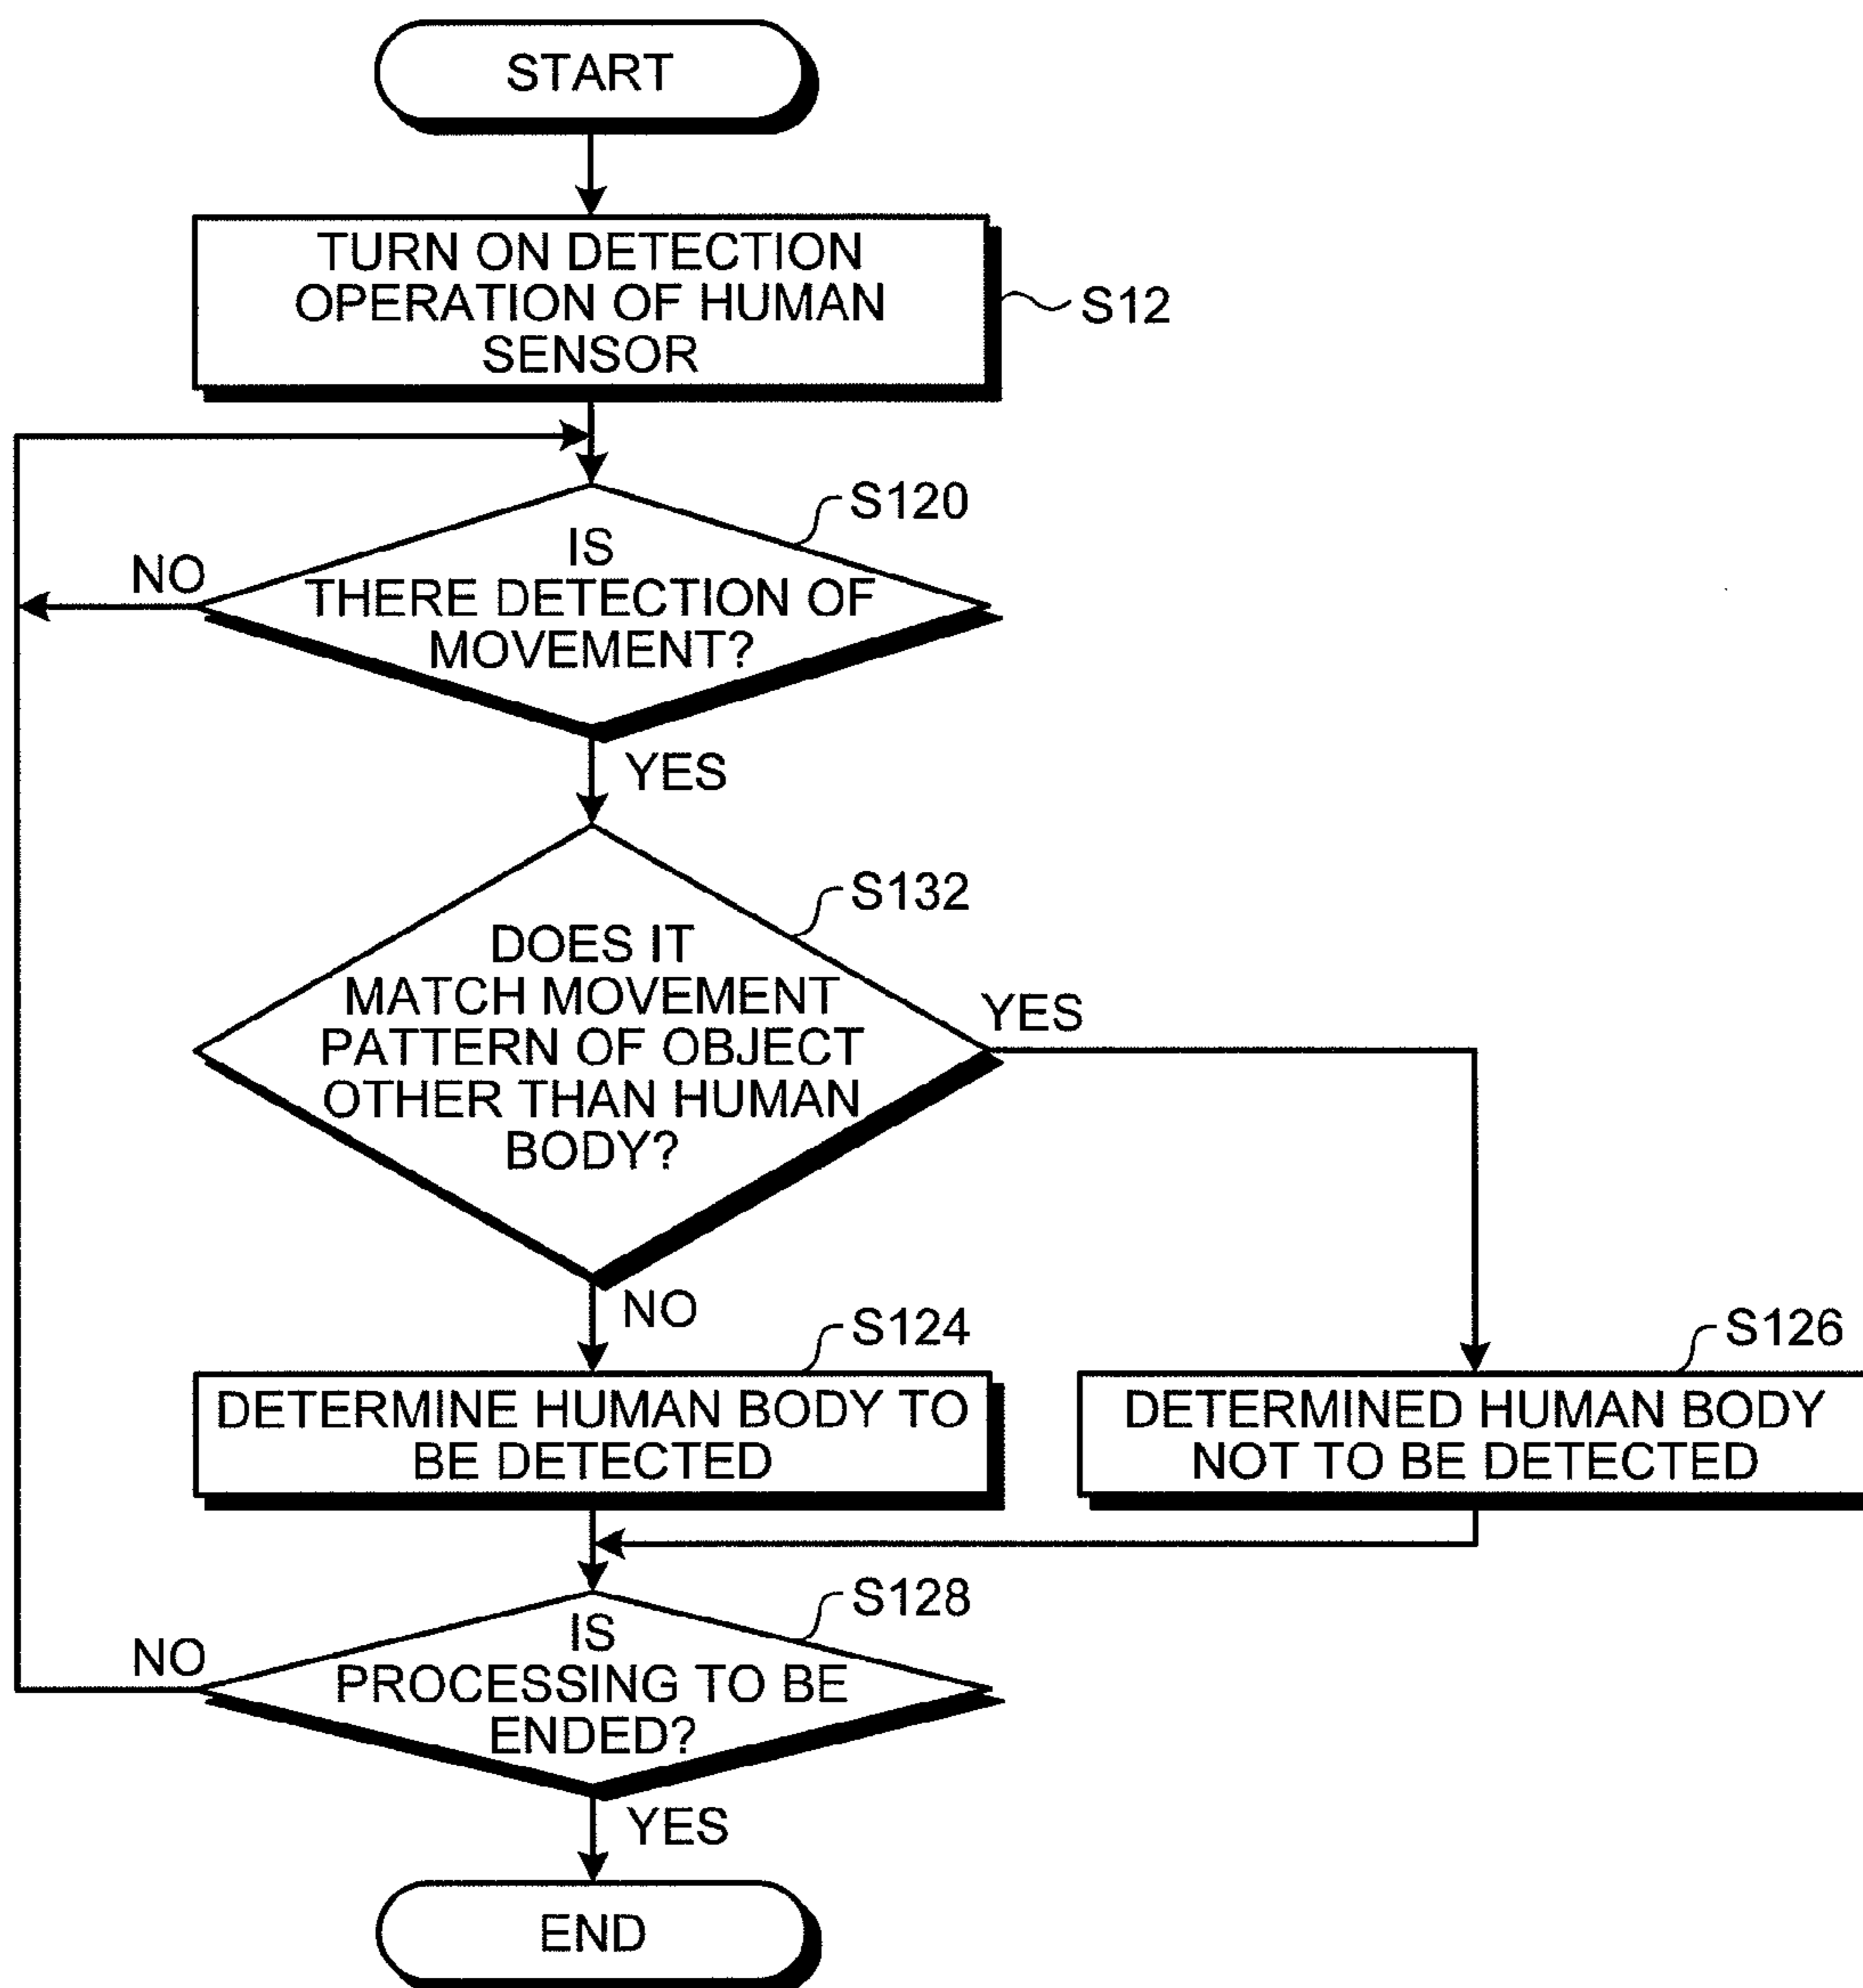 START
TURN ON DETECTION
OPERATION OF HUMAN
SENSOR
S12
S120
IS
THERE DETECTION OF
MOVEMENT?
NO
YES
S132
DOES IT
MATCH MOVEMENT
PATTERN OF OBJECT
OTHER THAN HUMAN
BODY?
YES
NO
S124
DETERMINE HUMAN BODY TO
BE DETECTED
S126
DETERMINED HUMAN BODY
NOT TO BE DETECTED
S128
IS
PROCESSING TO BE
ENDED?
NO
YES
END